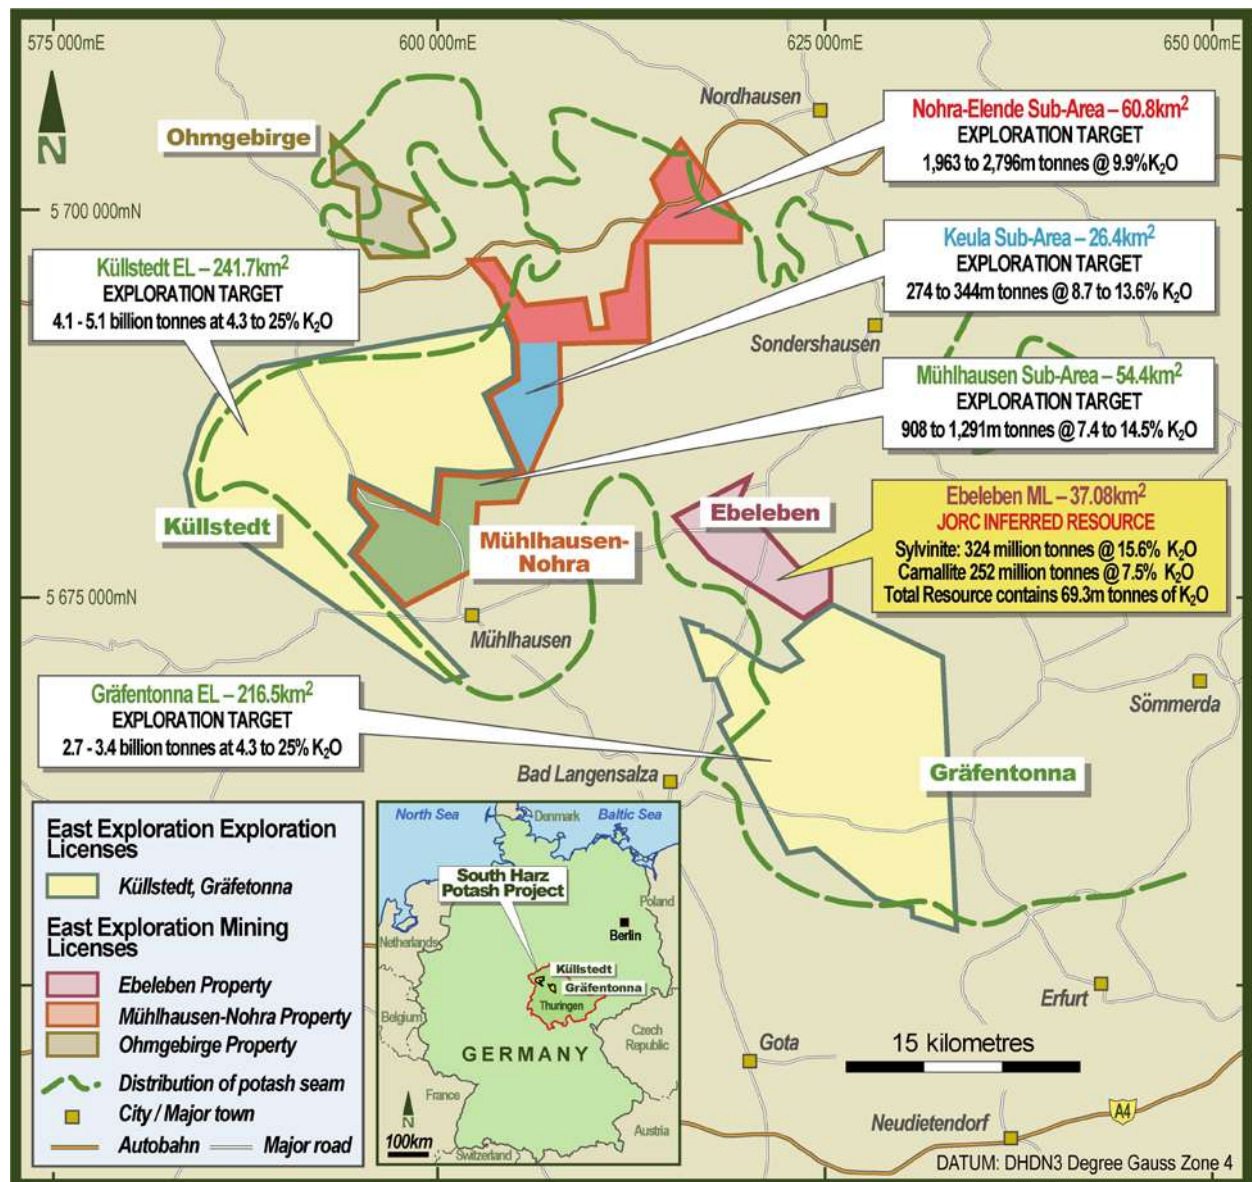 575 000mE
600 000mE
625 000mE
650 000mE
N
Ohmgebirge
Nordhausen
Nohra-Elende Sub-Area – 60.8km²
EXPLORATION TARGET
1,963 to 2,796m tonnes @ 9.9%K₂O
5 700 000mN
Küllstedt EL – 241.7km²
EXPLORATION TARGET
4.1 - 5.1 billion tonnes at 4.3 to 25% K₂O
Keula Sub-Area – 26.4km²
EXPLORATION TARGET
274 to 344m tonnes @ 8.7 to 13.6% K₂O
Sondershausen
Mühlhausen Sub-Area – 54.4km²
EXPLORATION TARGET
908 to 1,291m tonnes @ 7.4 to 14.5% K₂O
Küllstedt
Mühlhausen-
Nohra
Ebeleben
Ebeleben ML – 37.08km²
JORC INFERRED RESOURCE
Sylvinite: 324 million tonnes @ 15.6% K₂O
Carnallite 252 million tonnes @ 7.5% K₂O
Total Resource contains 69.3m tonnes of K₂O
5 675 000mN
Mühlhausen
Gräfentonna EL – 216.5km²
EXPLORATION TARGET
2.7 - 3.4 billion tonnes at 4.3 to 25% K₂O
Sömmerda
Bad Langensalza
Gräfentonna
East Exploration Exploration
Licenses
Küllstedt, Gräfetonna
East Exploration Mining
Licenses
Ebeleben Property
Mühlhausen-Nohra Property
Ohmgebirge Property
Distribution of potash seam
City / Major town
Autobahn
Major road
North Sea
Denmark
Baltic Sea
South Harz
Potash Project
Poland
Berlin
Netherlands
Küllstedt
Gräfentonna
Thuringen
Belgium
Czech
Republic
GERMANY
France
N
100km
Austria
Switzerland
Erfurt
Gota
15 kilometres
Neudietendorf
A4
DATUM: DHDN3 Degree Gauss Zone 4